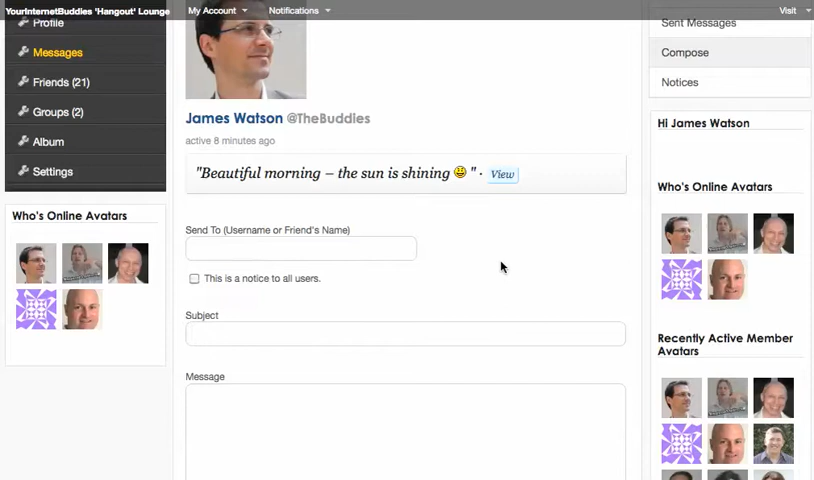 YourInternetBuddies 'Hangout' Lounge
My Account
Notifications
Visit
Profile
Messages
Friends (21)
Groups (2)
Album
Settings
Who's Online Avatars
James Watson @TheBuddies
active 8 minutes ago
"Beautiful morning – the sun is shining 😀 " · View
Send To (Username or Friend's Name)
This is a notice to all users.
Subject
Message
Sent Messages
Compose
Notices
Hi James Watson
Who's Online Avatars
Recently Active Member
Avatars